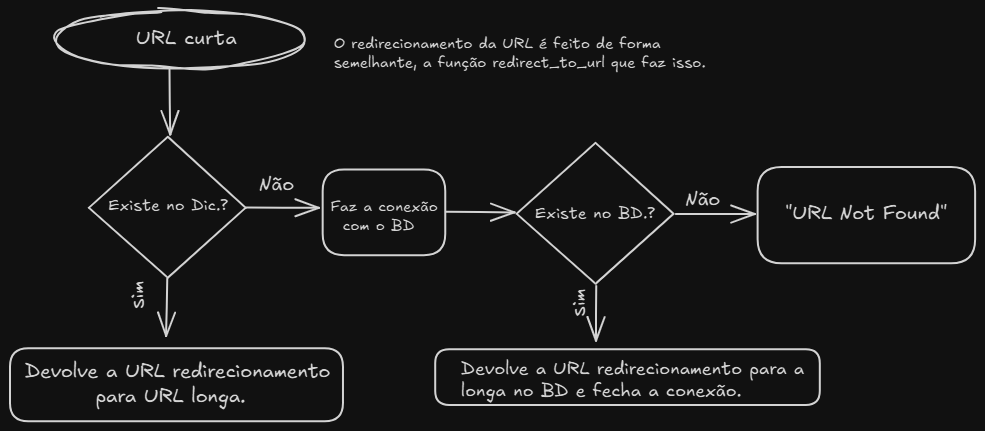 URL curta
O redirecionamento da URL é feito de forma
semelhante, a função redirect_to_url que faz isso.
Existe no Dic.?
Não
Faz a conexão
com o BD
Existe no BD.?
Não
"URL Not Found"
Sim
Sim
Devolve a URL redirecionamento
para URL longa.
Devolve a URL redirecionamento para a
longa no BD e fecha a conexão.